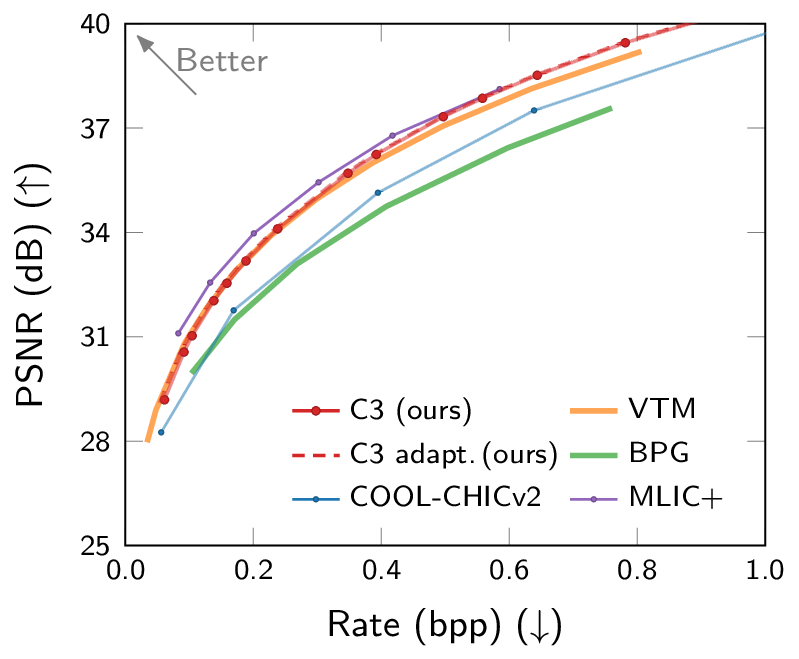 40
Better
37
34
PSNR (dB) (↑)
31
C3 (ours)
VTM
28
C3 adapt. (ours)
BPG
COOL-CHICv2
MLIC+
25
0.0 0.2 0.4 0.6 0.8 1.0
Rate (bpp) (↓)